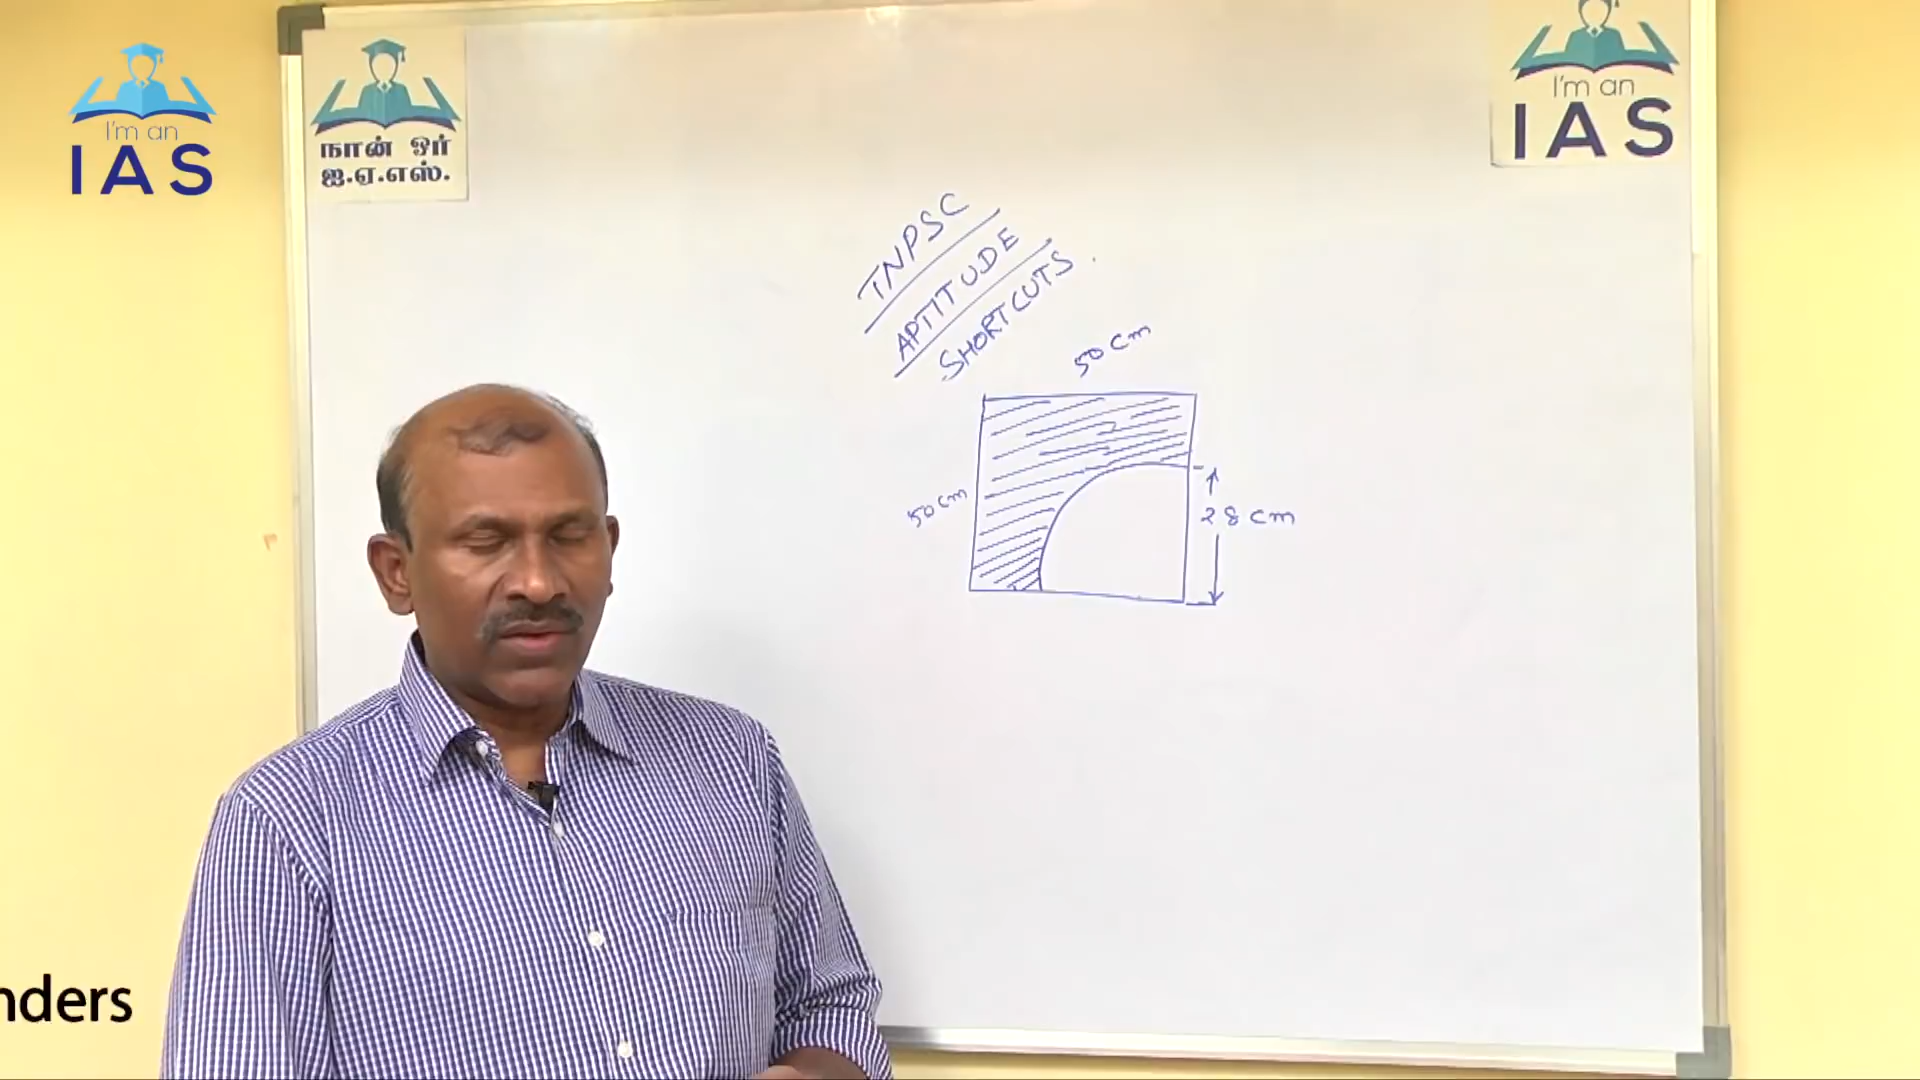 I'm an
IAS
நான் ஓர்
ஐ.ஏ.எஸ்.
I'm an
IAS
TNPSC
APTITUDE
SHORTCUTS
50 cm
50 cm
28 cm
nders